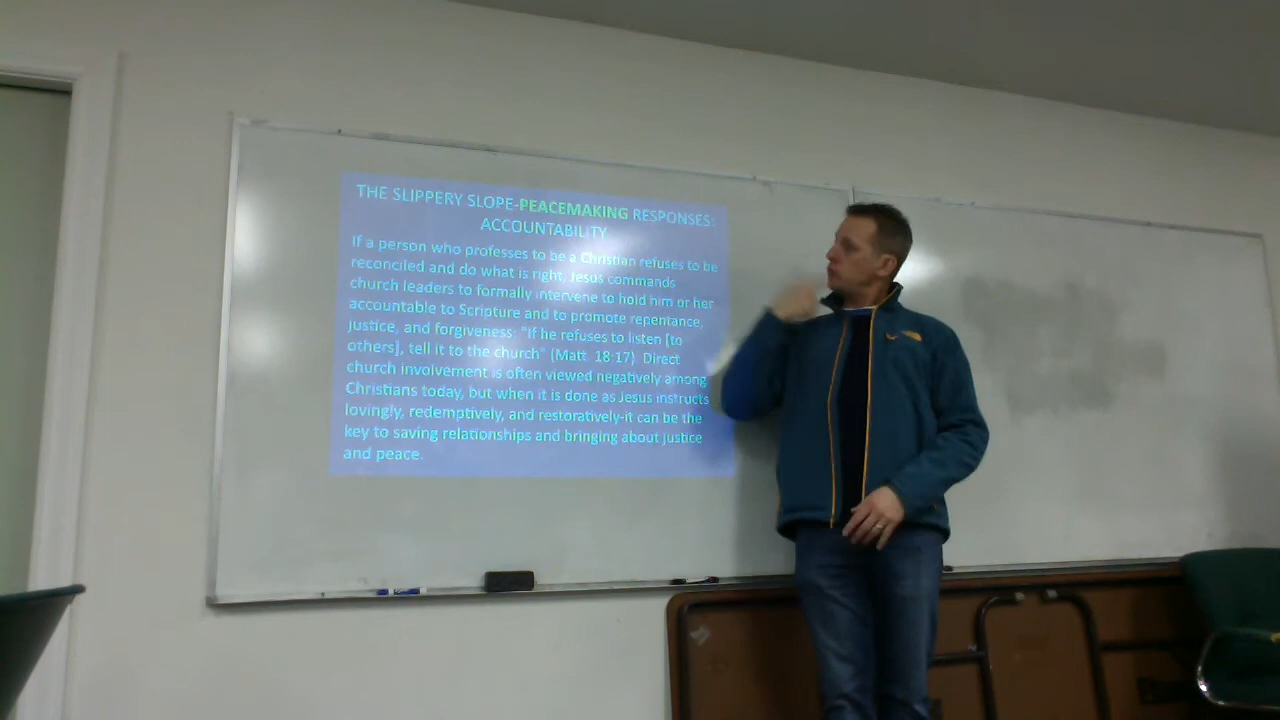 THE SLIPPERY SLOPE-PEACEMAKING RESPONSES:
ACCOUNTABILITY
If a person who professes to be a Christian refuses to be
reconciled and do what is right, Jesus commands
church leaders to formally intervene to hold him or her
accountable to Scripture and to promote repentance,
justice, and forgiveness: "If he refuses to listen [to
others], tell it to the church" (Matt. 18:17) Direct
church involvement is often viewed negatively among
Christians today, but when it is done as Jesus instructs
lovingly, redemptively, and restoratively-it can be the
key to saving relationships and bringing about justice
and peace.